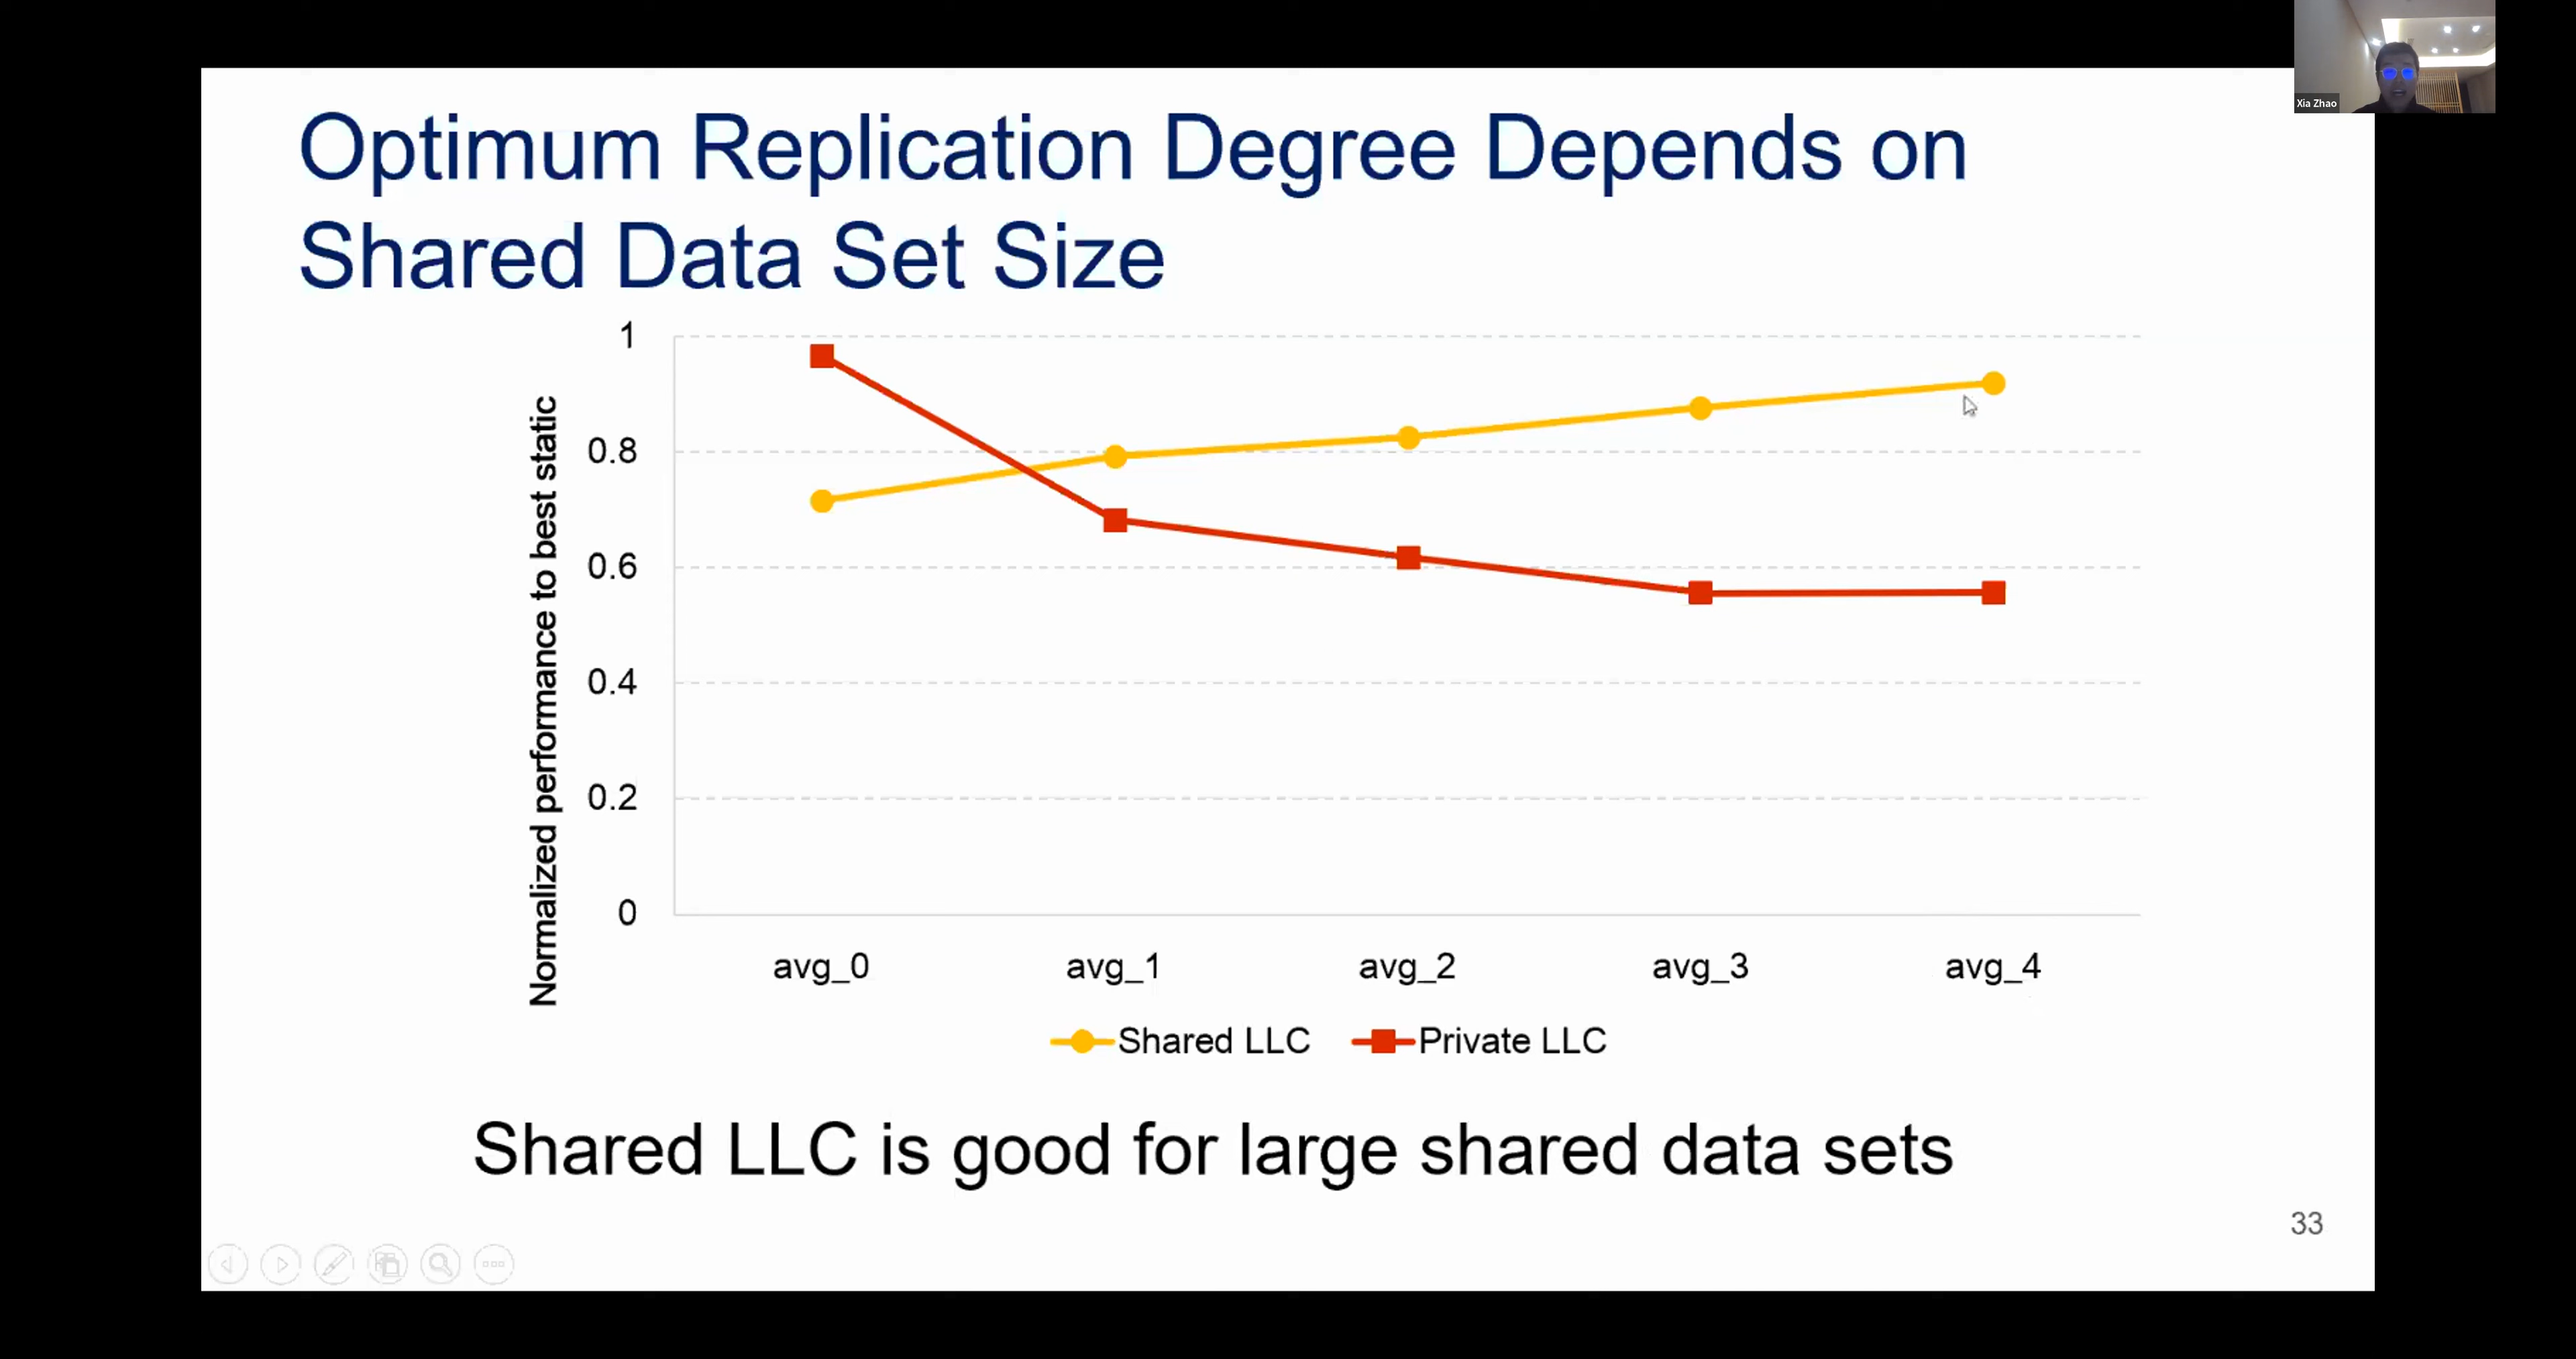 Xia Zhao
Optimum Replication Degree Depends on
Shared Data Set Size
Normalized performance to best static
1
0.8
0.6
0.4
0.2
0
avg_0 avg_1 avg_2 avg_3 avg_4
Shared LLC Private LLC
Shared LLC is good for large shared data sets
33